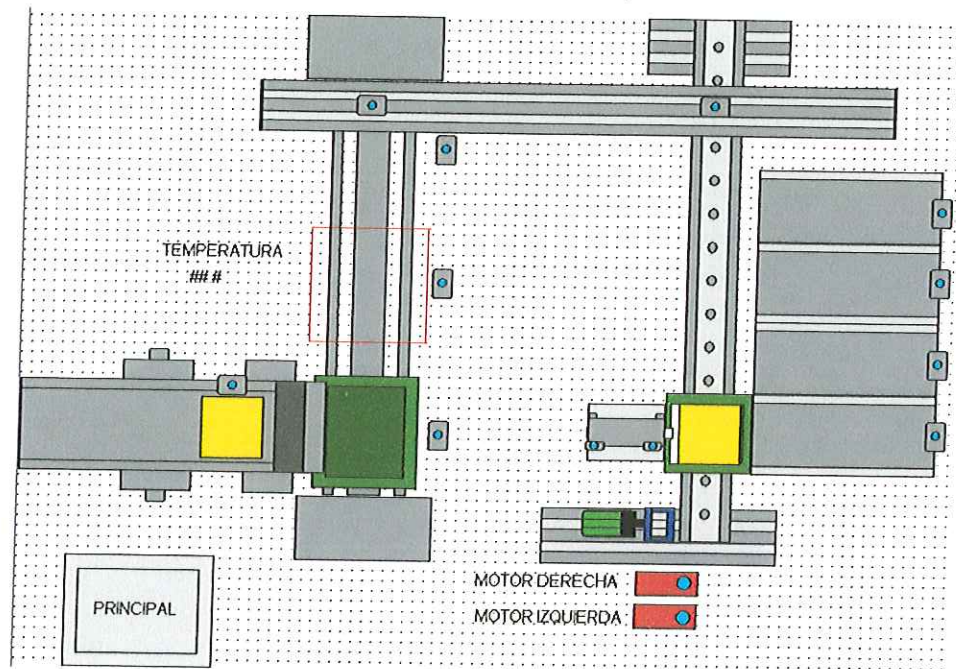 TEMPERATURA
###
MOTOR DERECHA
MOTOR IZQUIERDA
PRINCIPAL